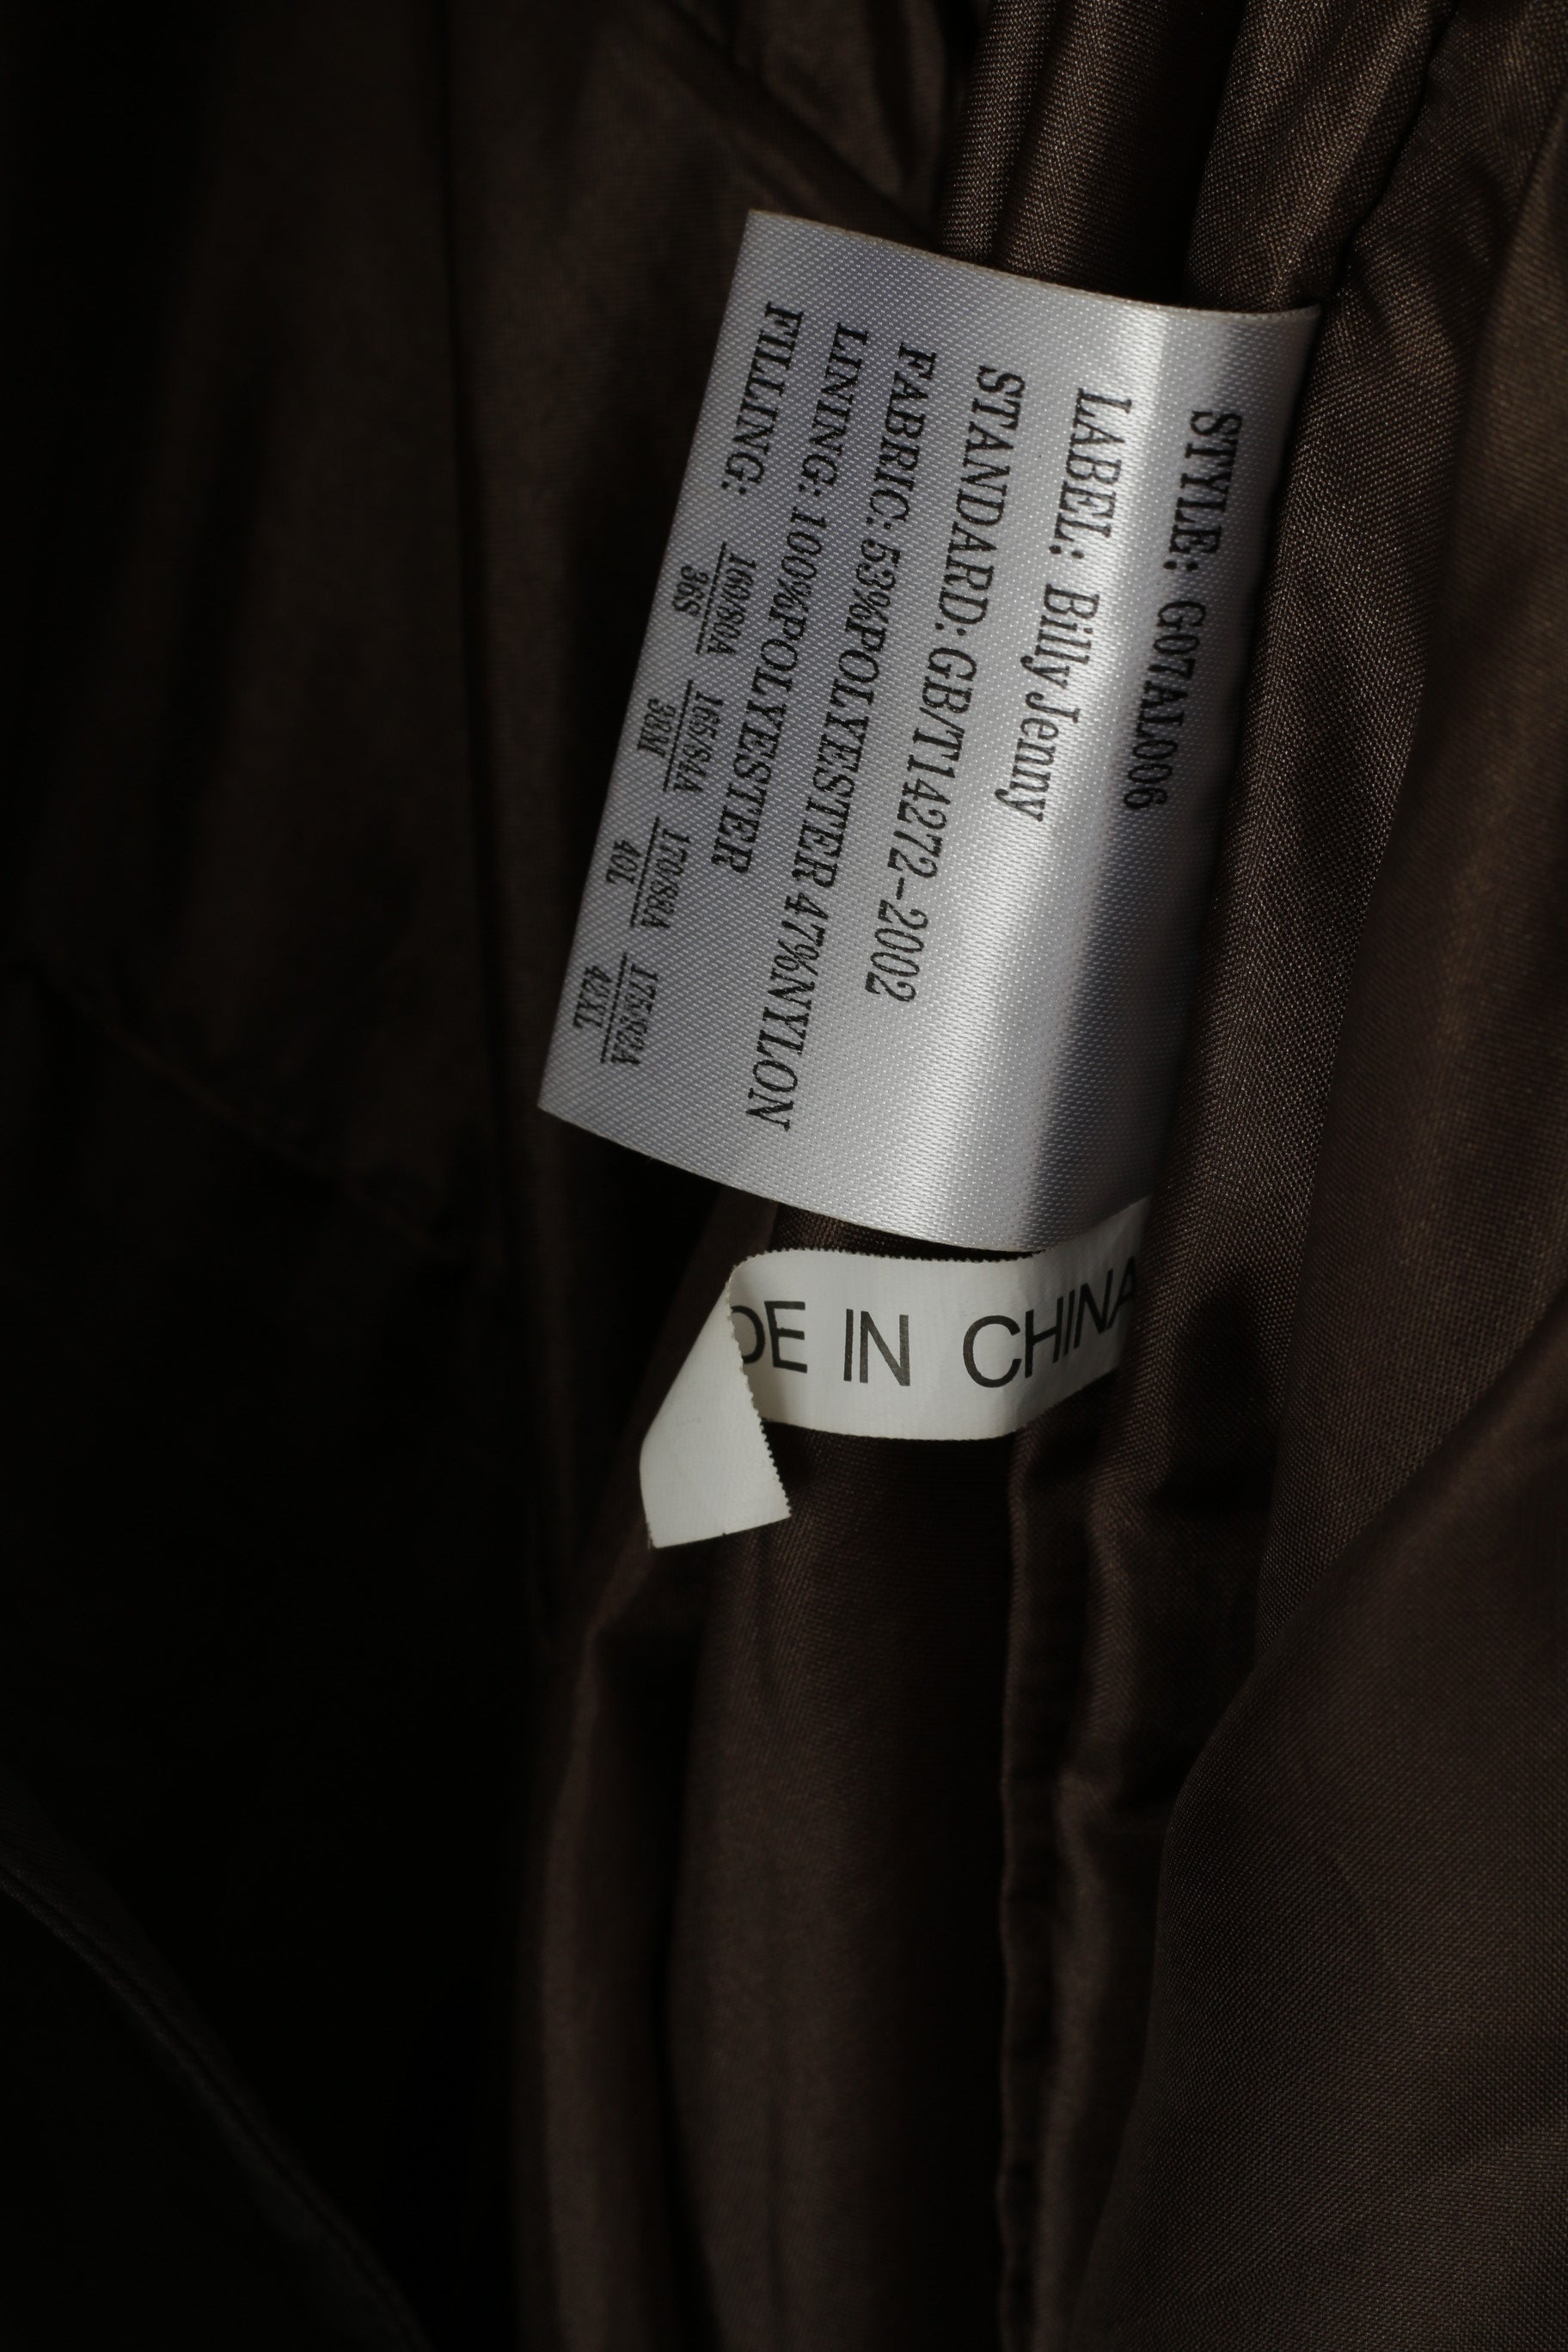 STYLE: G07AL006
LABEL: Billy Jenny
STANDARD: GB/T14272-2002
FABRIC: 53%POLYESTER 47%NYLON
LINING: 100%POLYESTER
FILLING:
160/80A 165/84A 170/88A 175/92A
36S 38M 40L 42XL
DE IN CHINA